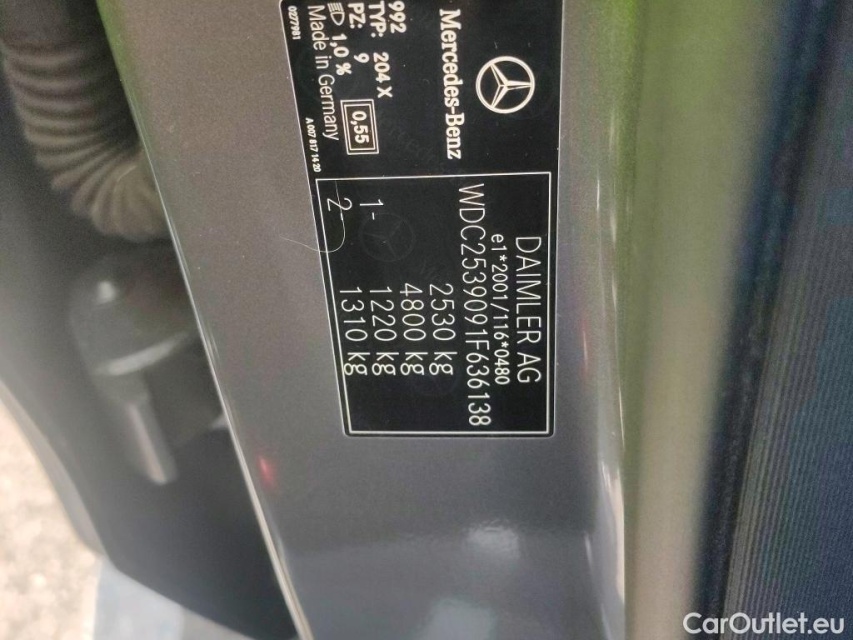 Mercedes-Benz
992
TYP: 204 X
PZ: 9
1,0 %
0,55
Made in Germany
0277981
A 007 817 14 20
DAIMLER AG
e1*2001/116*0480
WDC2539091F636138
2530 kg
4800 kg
1- 1220 kg
2 1310 kg
CarOutlet.eu